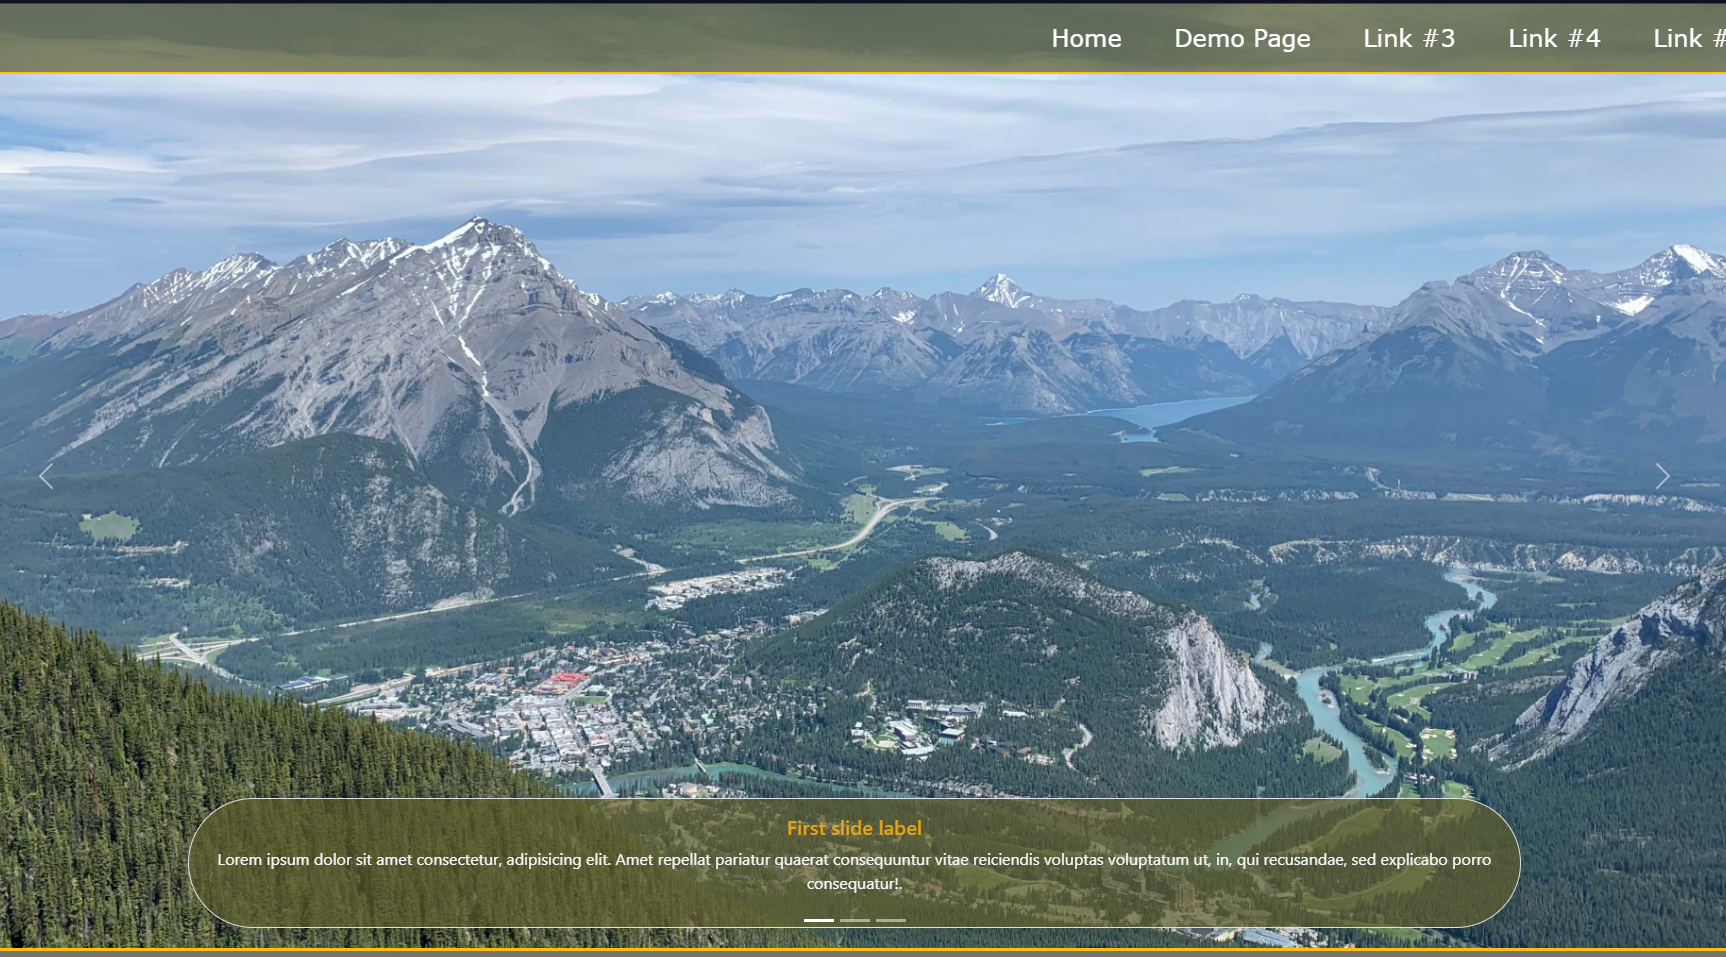 Home Demo Page Link #3 Link #4 Link #
First slide label
Lorem ipsum dolor sit amet consectetur, adipisicing elit. Amet repellat pariatur quaerat consequuntur vitae reiciendis voluptas voluptatum ut, in, qui recusandae, sed explicabo porro
consequatur!.